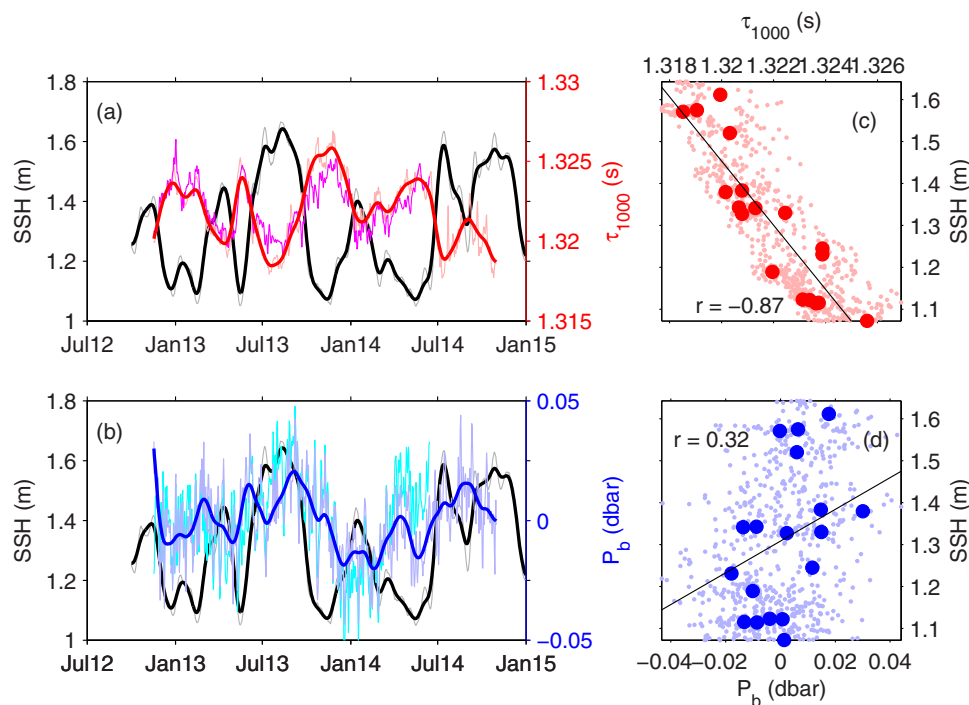 τ1000 (s)
1.318 1.32 1.322 1.324 1.326
1.8
1.6
1.4
1.2
1
SSH (m)
(a)
1.33
1.325
1.32
1.315
τ1000 (s)
Jul12 Jan13 Jul13 Jan14 Jul14 Jan15
(c)
r = −0.87
1.6
1.5
1.4
1.3
1.2
1.1
SSH (m)
1.8
1.6
1.4
1.2
1
SSH (m)
(b)
0.05
0
−0.05
Pb (dbar)
Jul12 Jan13 Jul13 Jan14 Jul14 Jan15
r = 0.32
(d)
1.6
1.5
1.4
1.3
1.2
1.1
SSH (m)
−0.04 −0.02 0 0.02 0.04
Pb (dbar)